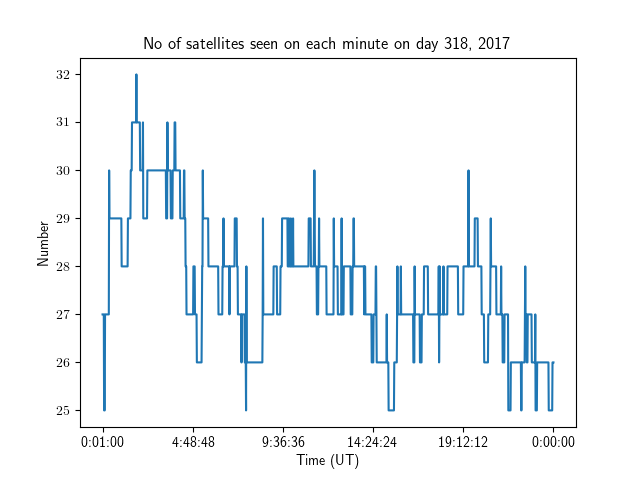 No of satellites seen on each minute on day 318, 2017
32
31
30
29
28
27
26
25
Number
0:01:00 4:48:48 9:36:36 14:24:24 19:12:12 0:00:00
Time (UT)